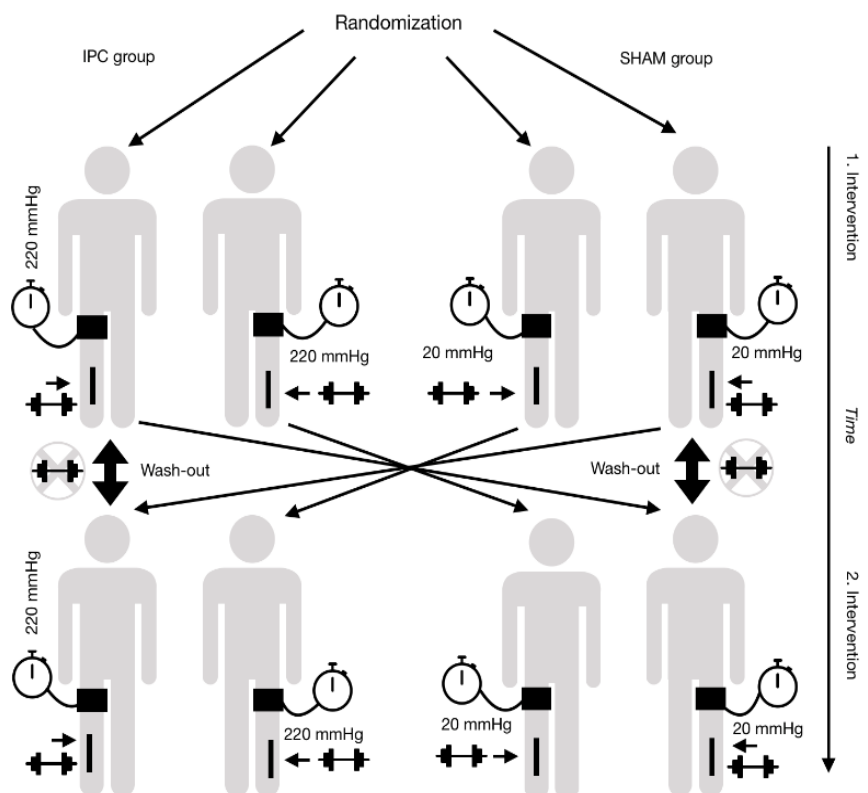 Randomization
IPC group
SHAM group
1. Intervention
220 mmHg
220 mmHg
20 mmHg
20 mmHg
Time
Wash-out
Wash-out
2. Intervention
220 mmHg
220 mmHg
20 mmHg
20 mmHg